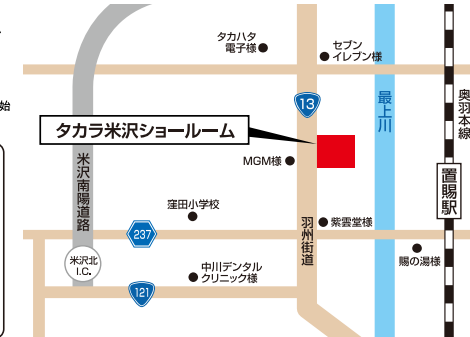 タカハタ
電子様
セブン
イレブン様
始
13
最上川
奥羽本線
タカラ米沢ショールーム
MGM様
米沢南陽道路
置賜駅
窪田小学校
羽州街道
紫雲堂様
237
米沢北
I.C.
賜の湯様
中川デンタル
クリニック様
121